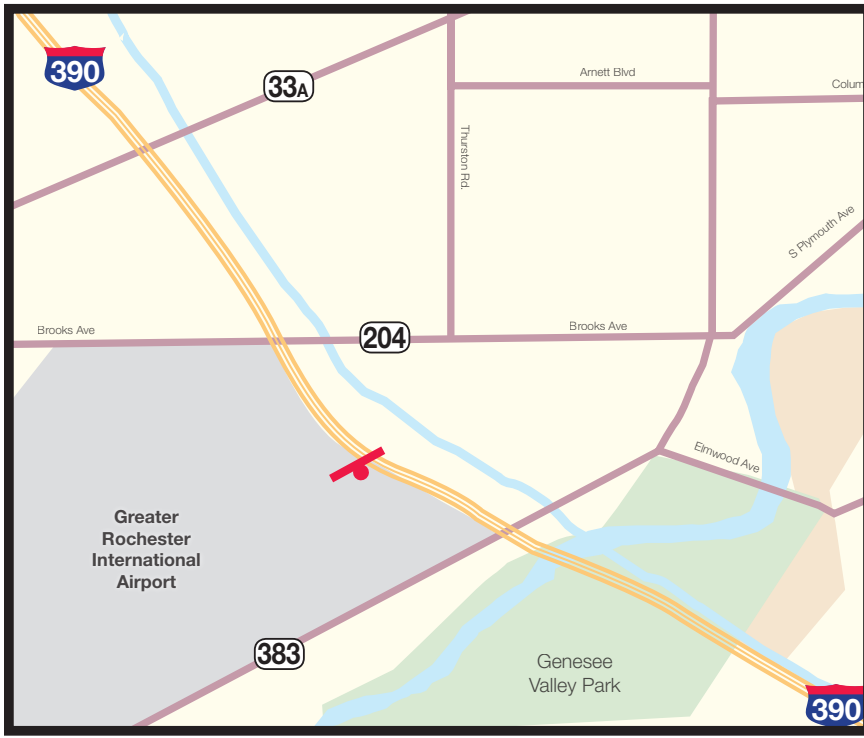 390
33A
Arnett Blvd
Colum
Thurston Rd.
S Plymouth Ave
Brooks Ave
204
Brooks Ave
Elmwood Ave
Greater
Rochester
International
Airport
383
Genesee
Valley Park
390